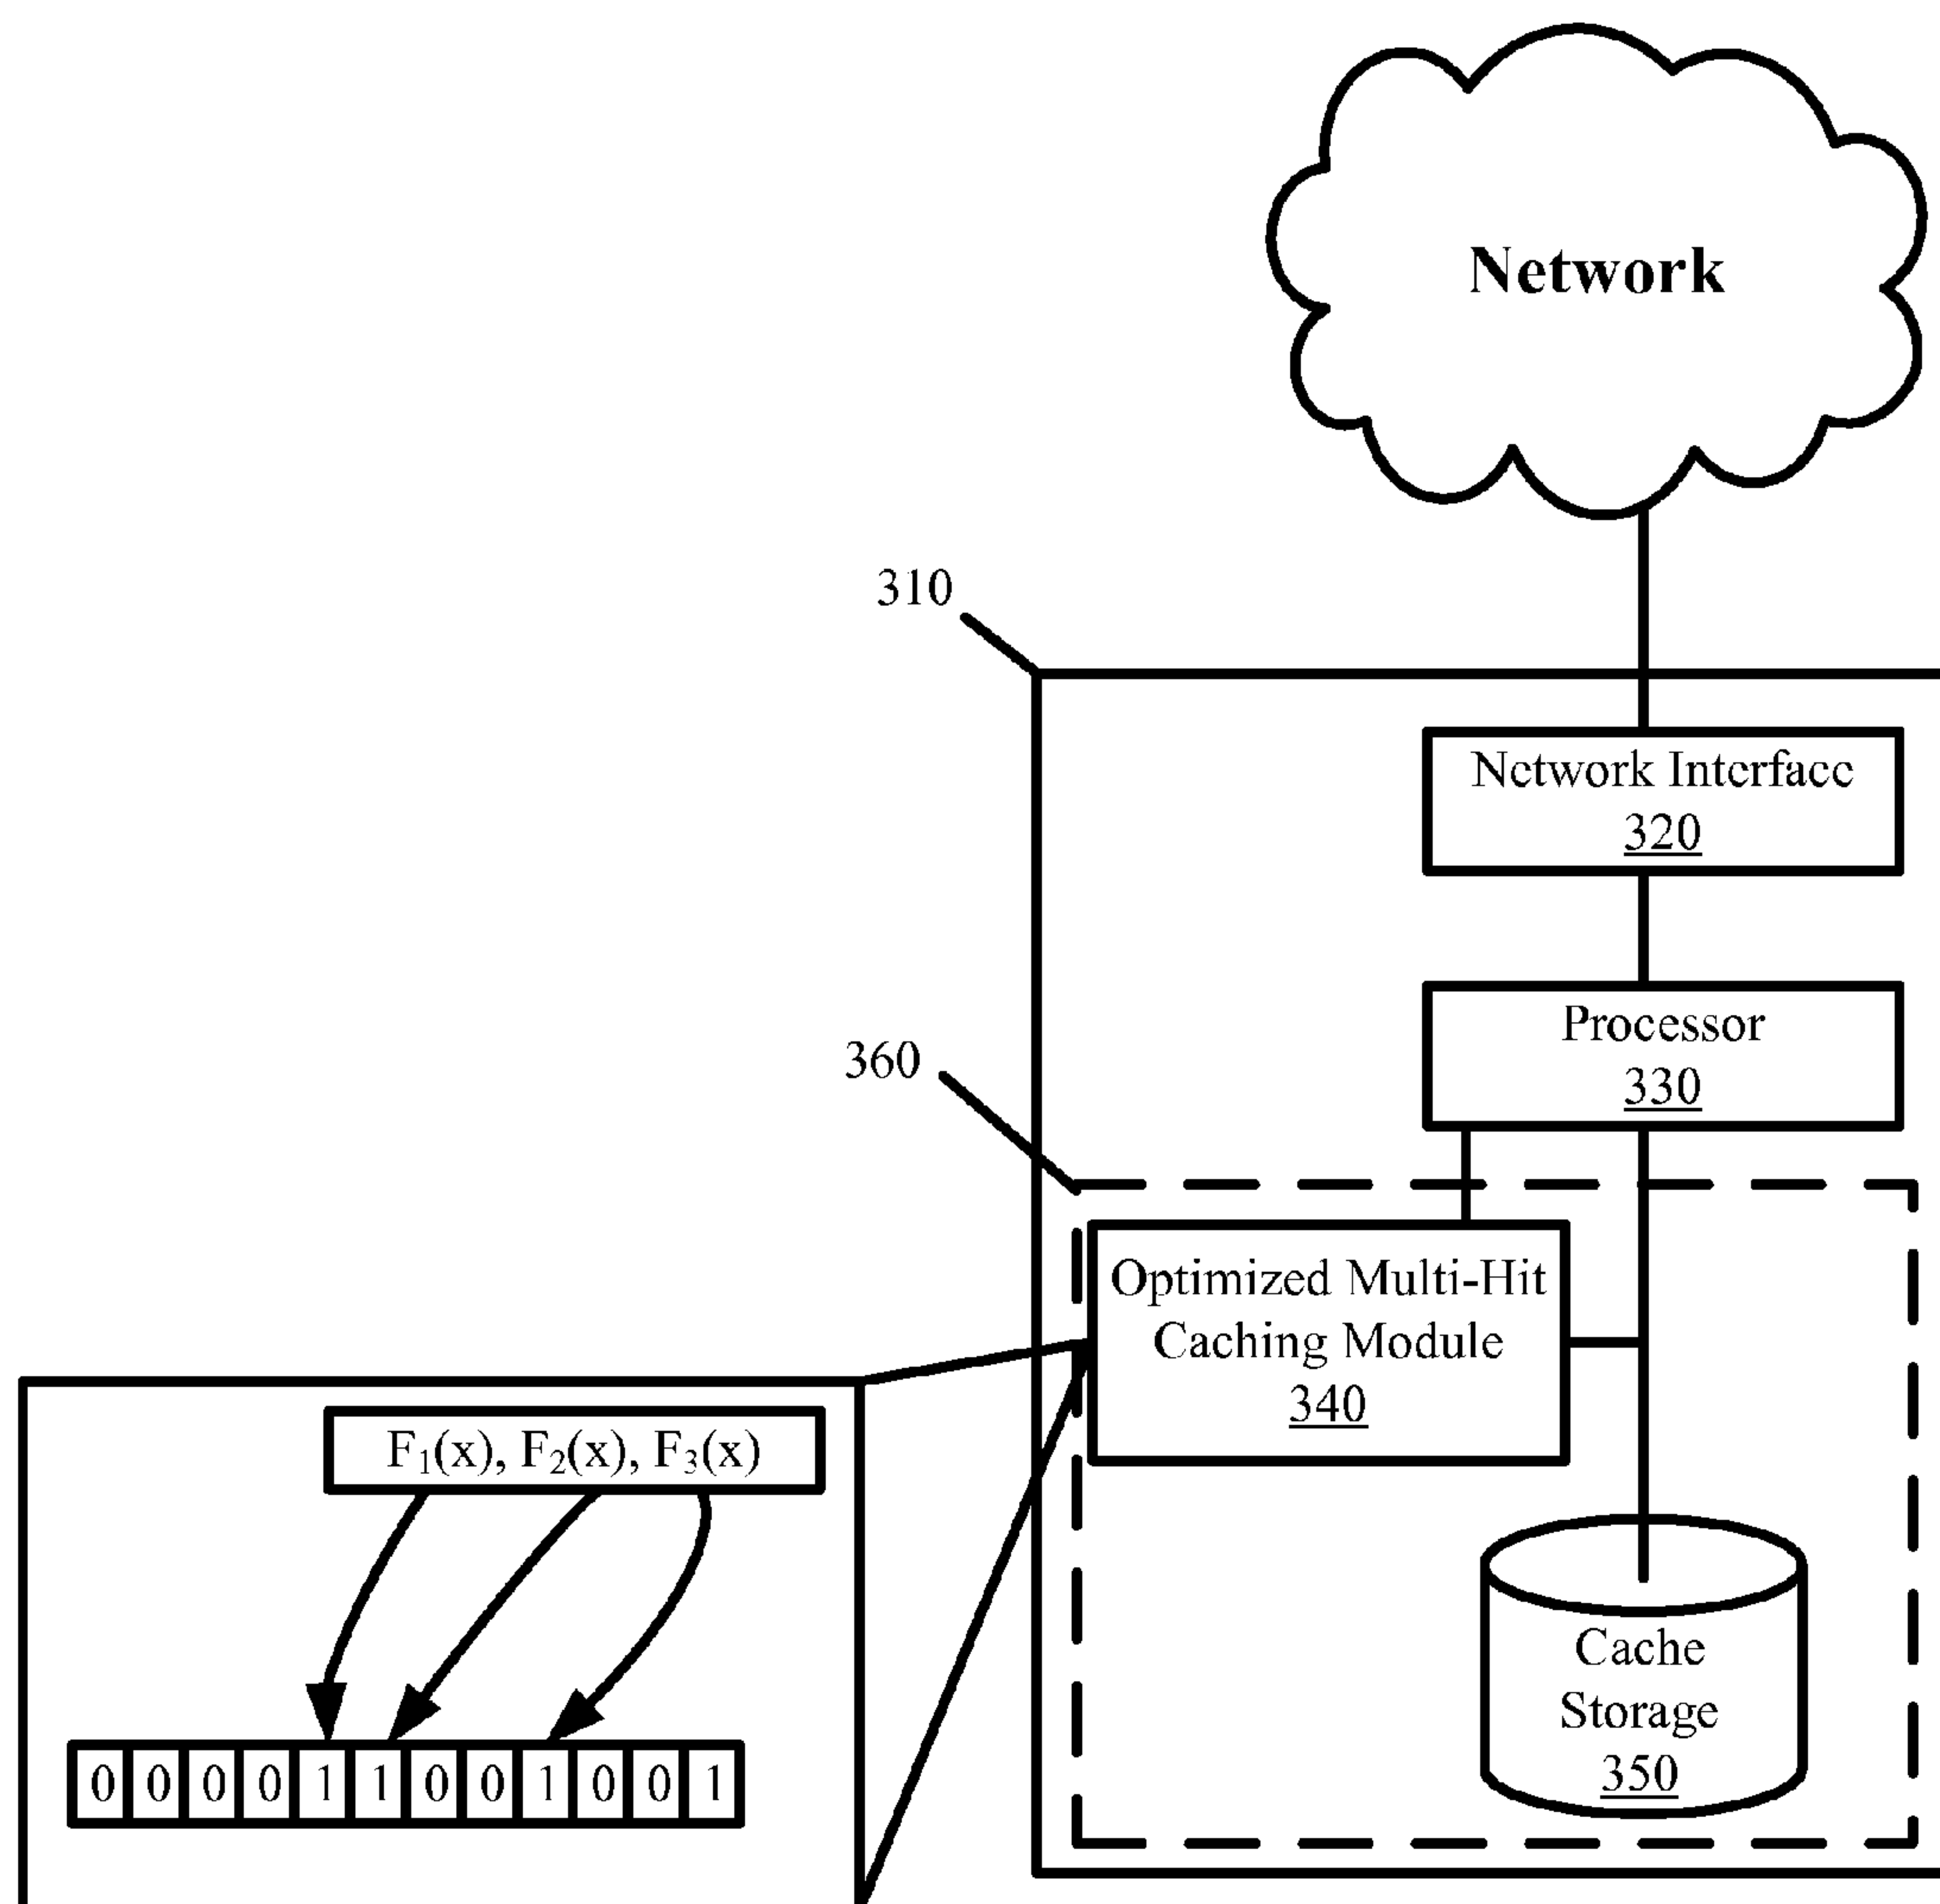 Network
310
Network Interface
320
Processor
330
360
Optimized Multi-Hit
Caching Module
340
F₁(x), F₂(x), F₃(x)
0 0 0 0 1 1 0 0 1 0 0 1
Cache
Storage
350